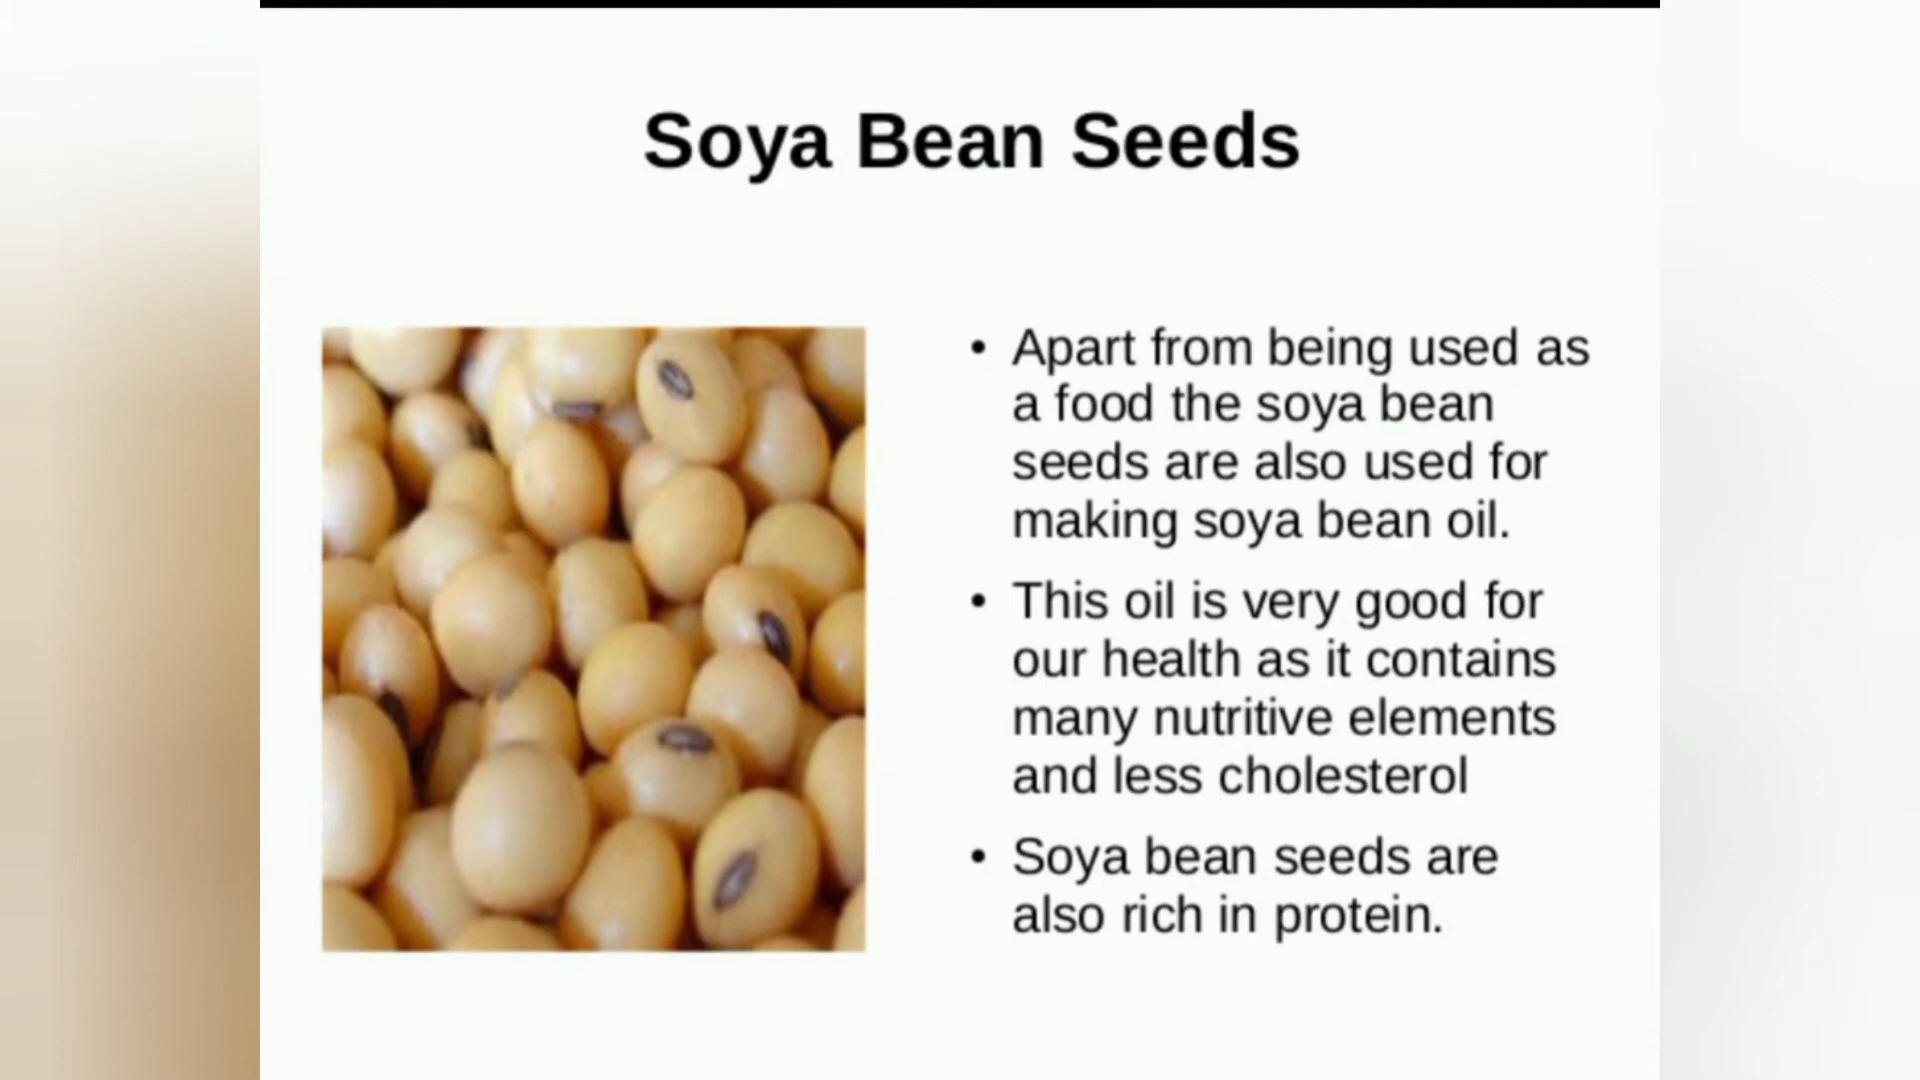 Soya Bean Seeds
• Apart from being used as
a food the soya bean
seeds are also used for
making soya bean oil.
• This oil is very good for
our health as it contains
many nutritive elements
and less cholesterol
• Soya bean seeds are
also rich in protein.